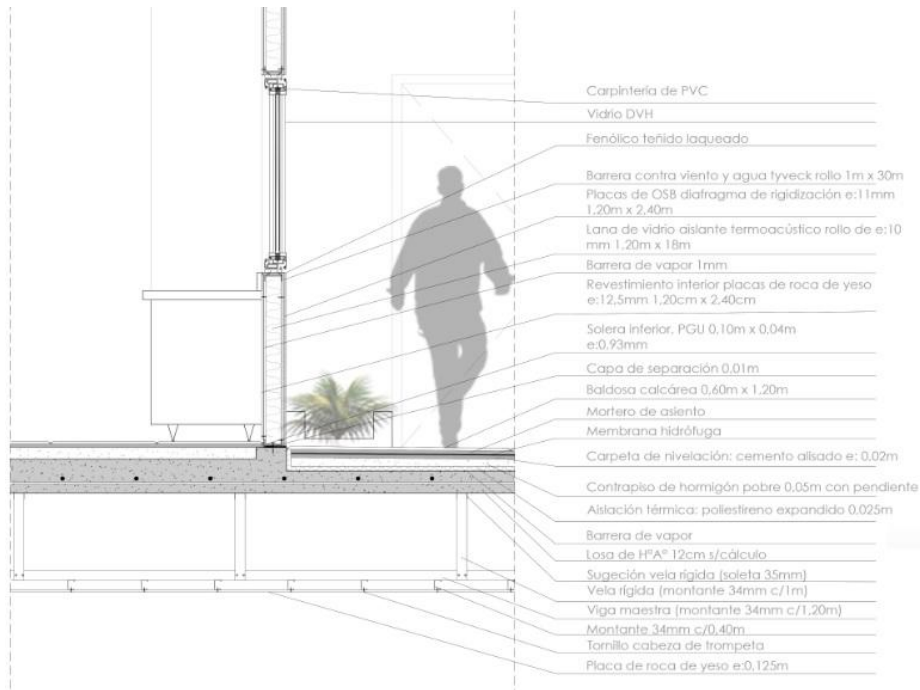 Carpintería de PVC
Vidrio DVH
Fenólico teñido laqueado
Barrera contra viento y agua tyveck rollo 1m x 30m
Placas de OSB diafragma de rigidización e:11mm
1,20m x 2,40m
Lana de vidrio aislante termoacústico rollo de e:10
mm 1,20m x 18m
Barrera de vapor 1mm
Revestimiento interior placas de roca de yeso
e:12,5mm 1,20cm x 2,40cm
Solera inferior, PGU 0,10m x 0,04m
e:0,93mm
Capa de separación 0,01m
Baldosa calcárea 0,60m x 1,20m
Mortero de asiento
Membrana hidrófuga
Carpeta de nivelación: cemento alisado e: 0,02m
Contrapiso de hormigón pobre 0,05m con pendiente
Aislación térmica: poliestireno expandido 0,025m
Barrera de vapor
Losa de HºAº 12cm s/cálculo
Sugeción vela rígida (soleta 35mm)
Vela rígida (montante 34mm c/1m)
Viga maestra (montante 34mm c/1,20m)
Montante 34mm c/0,40m
Tornillo cabeza de trompeta
Placa de roca de yeso e:0,125m